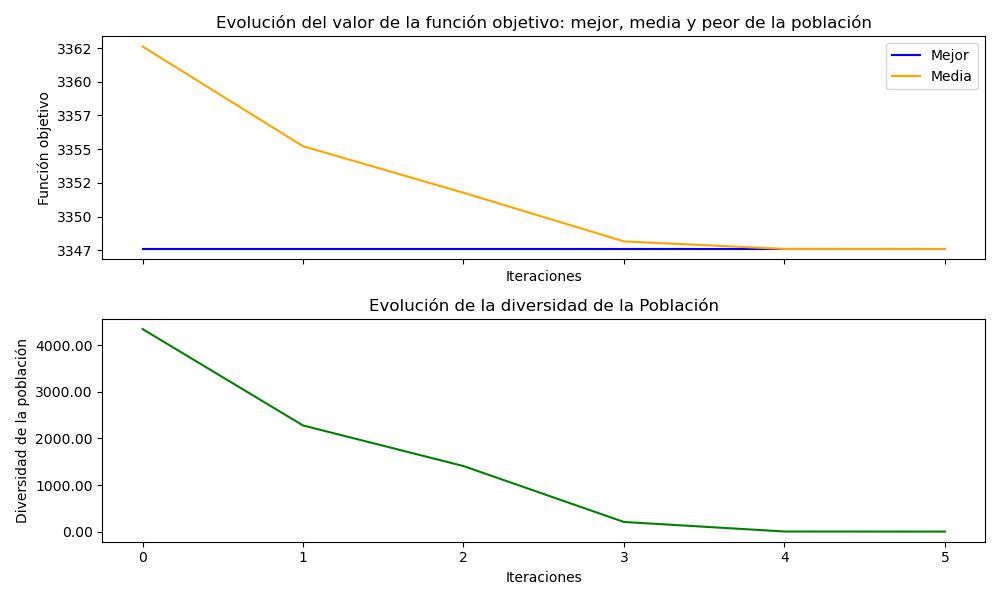 Evolución del valor de la función objetivo: mejor, media y peor de la población
Función objetivo
3362
3360
3357
3355
3352
3350
3347
Mejor
Media
Iteraciones
Evolución de la diversidad de la Población
Diversidad de la población
4000.00
3000.00
2000.00
1000.00
0.00
0 1 2 3 4 5
Iteraciones